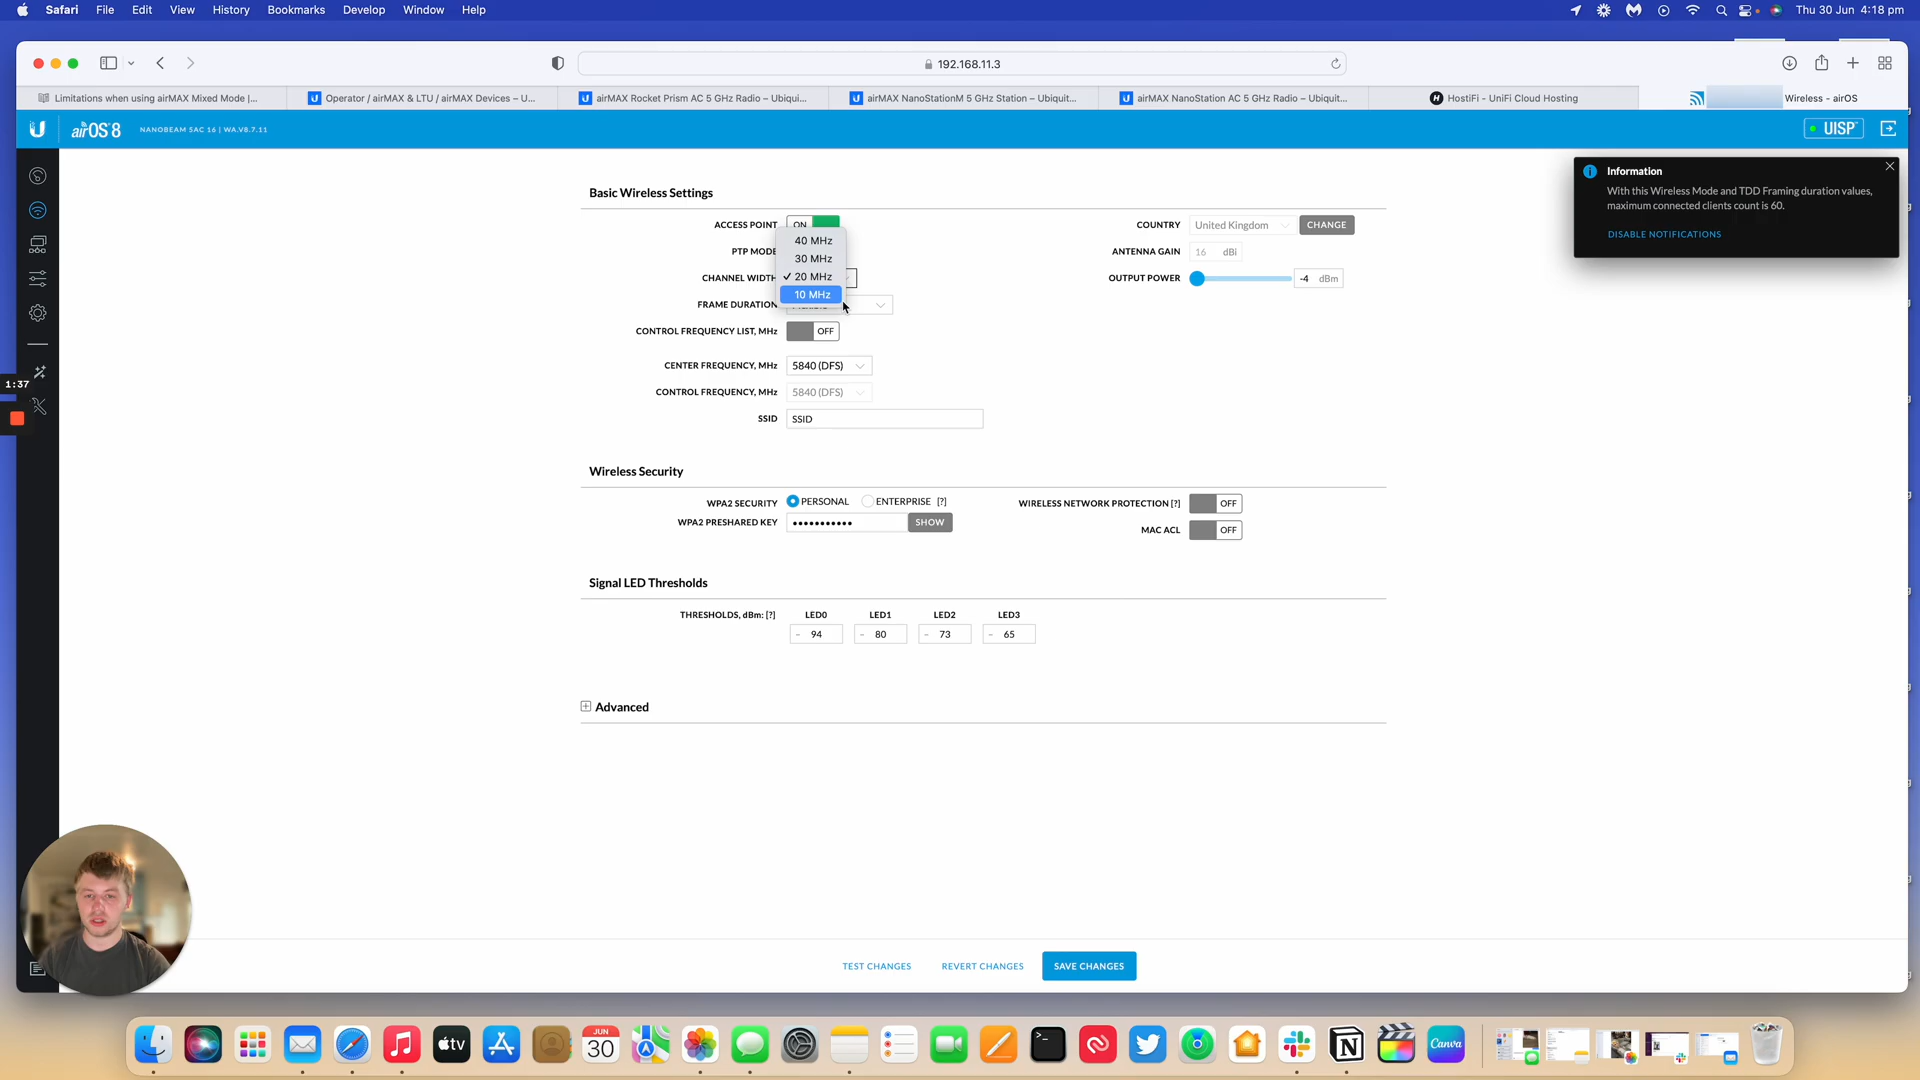 Safari File Edit View History Bookmarks Develop Window Help Thu 30 Jun 4:18 pm
192.168.11.3
Limitations when using airMAX Mixed Mode |... Operator / airMAX & LTU / airMAX Devices – U... airMAX Rocket Prism AC 5 GHz Radio – Ubiqui... airMAX NanoStationM 5 GHz Station – Ubiquit... airMAX NanoStation AC 5 GHz Radio – Ubiquit... HostiFi - UniFi Cloud Hosting Wireless - airOS
airOS 8 NANOBEAM 5AC 16 | WA.V8.7.11 UISP
Information
With this Wireless Mode and TDD Framing duration values,
maximum connected clients count is 60.
DISABLE NOTIFICATIONS
Basic Wireless Settings
ACCESS POINT ON COUNTRY United Kingdom CHANGE
40 MHz
PTP MODE ANTENNA GAIN 16 dBi
30 MHz
CHANNEL WIDTH ✓ 20 MHz OUTPUT POWER -4 dBm
10 MHz
FRAME DURATION
CONTROL FREQUENCY LIST, MHz OFF
CENTER FREQUENCY, MHz 5840 (DFS)
CONTROL FREQUENCY, MHz 5840 (DFS)
SSID SSID
1:37
Wireless Security
WPA2 SECURITY PERSONAL ENTERPRISE [?] WIRELESS NETWORK PROTECTION [?] OFF
WPA2 PRESHARED KEY ••••••••••• SHOW
MAC ACL OFF
Signal LED Thresholds
THRESHOLDS, dBm: [?] LED0 LED1 LED2 LED3
- 94 - 80 - 73 - 65
Advanced
TEST CHANGES REVERT CHANGES SAVE CHANGES
tv JUN 30 Canva